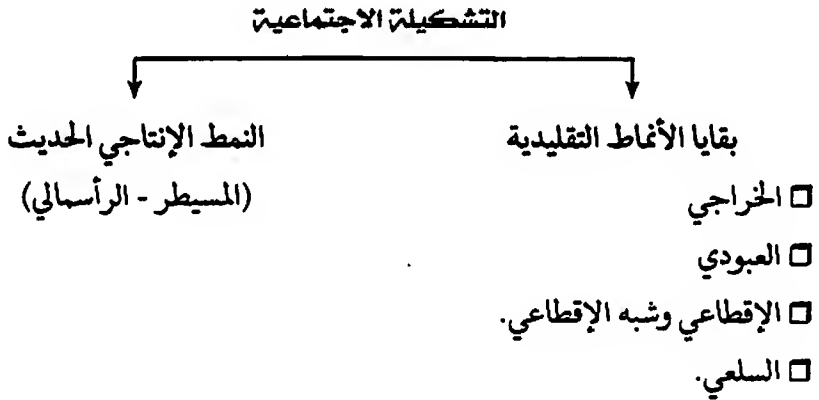 التشكيلة الاجتماعية
بقايا الأنماط التقليدية
النمط الإنتاجي الحديث
(المسيطر - الرأسمالي)
الخراجي
العبودي
الإقطاعي وشبه الإقطاعي.
السلعي.